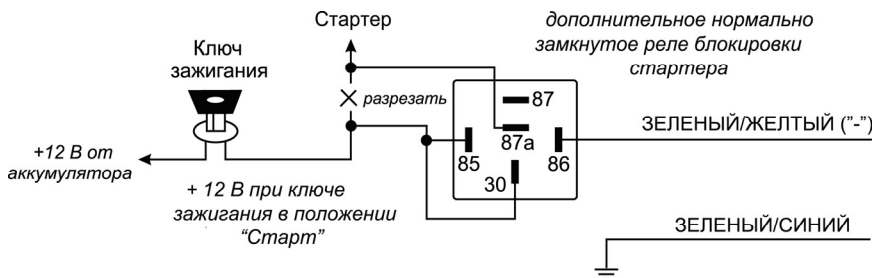 Стартер
дополнительное нормально
замкнутое реле блокировки
стартера
Ключ
зажигания
разрезать
87
87a
85
86
30
ЗЕЛЕНЫЙ/ЖЕЛТЫЙ ("-")
+12 В от
аккумулятора
+ 12 В при ключе
зажигания в положении
“Старт”
ЗЕЛЕНЫЙ/СИНИЙ